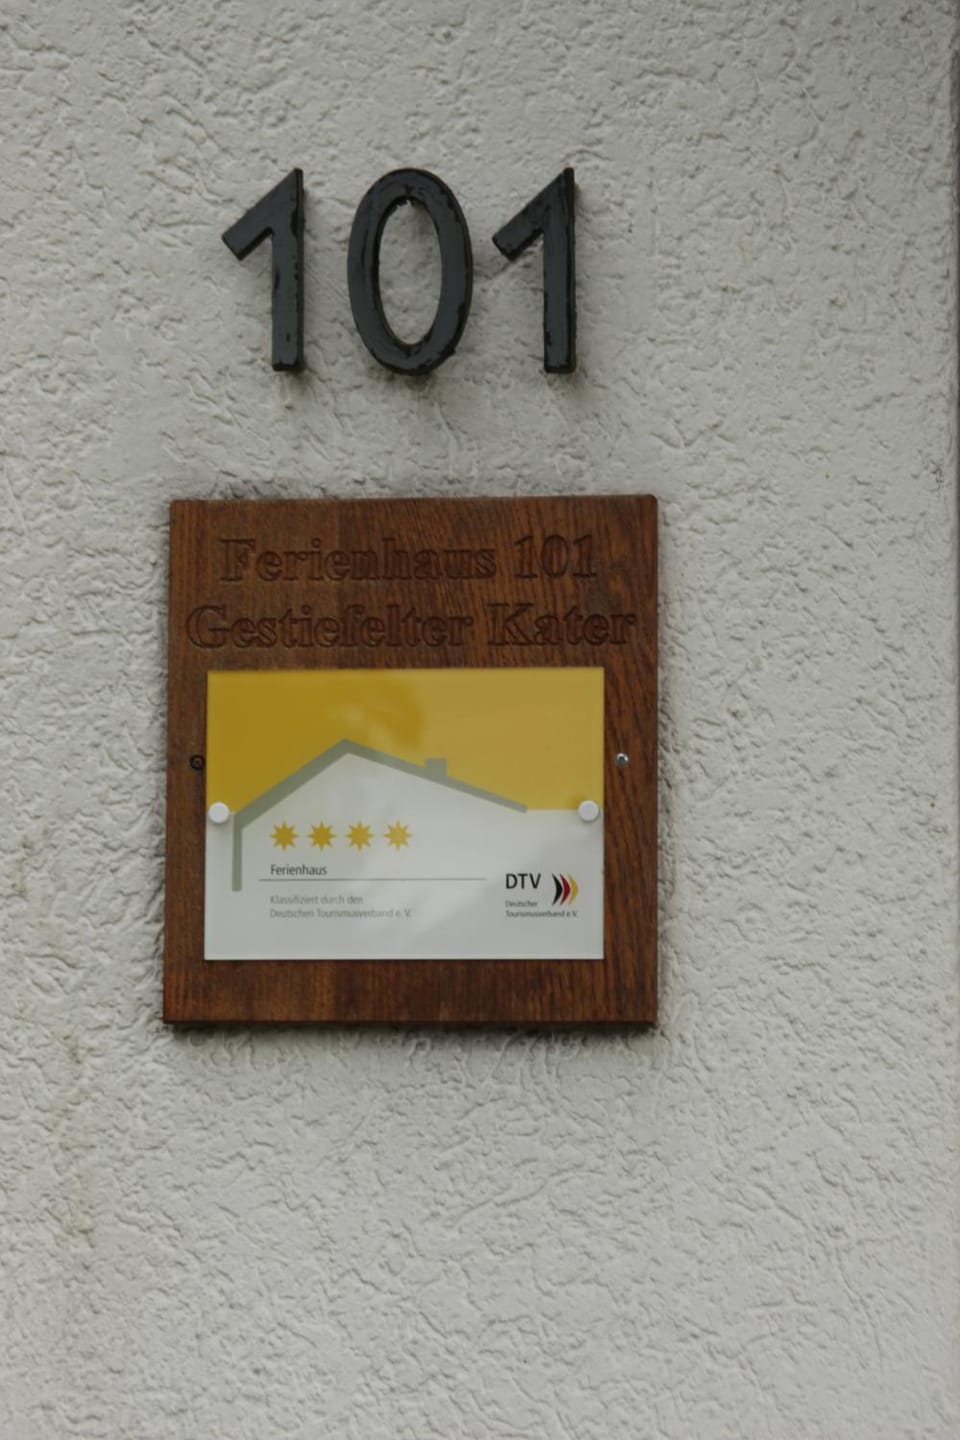 101
Ferienhaus 101
Gestiefelter Kater
Ferienhaus
Klassifiziert durch den
Deutschen Tourismusverband e.V.
DTV
Deutscher
Tourismusverband e.V.